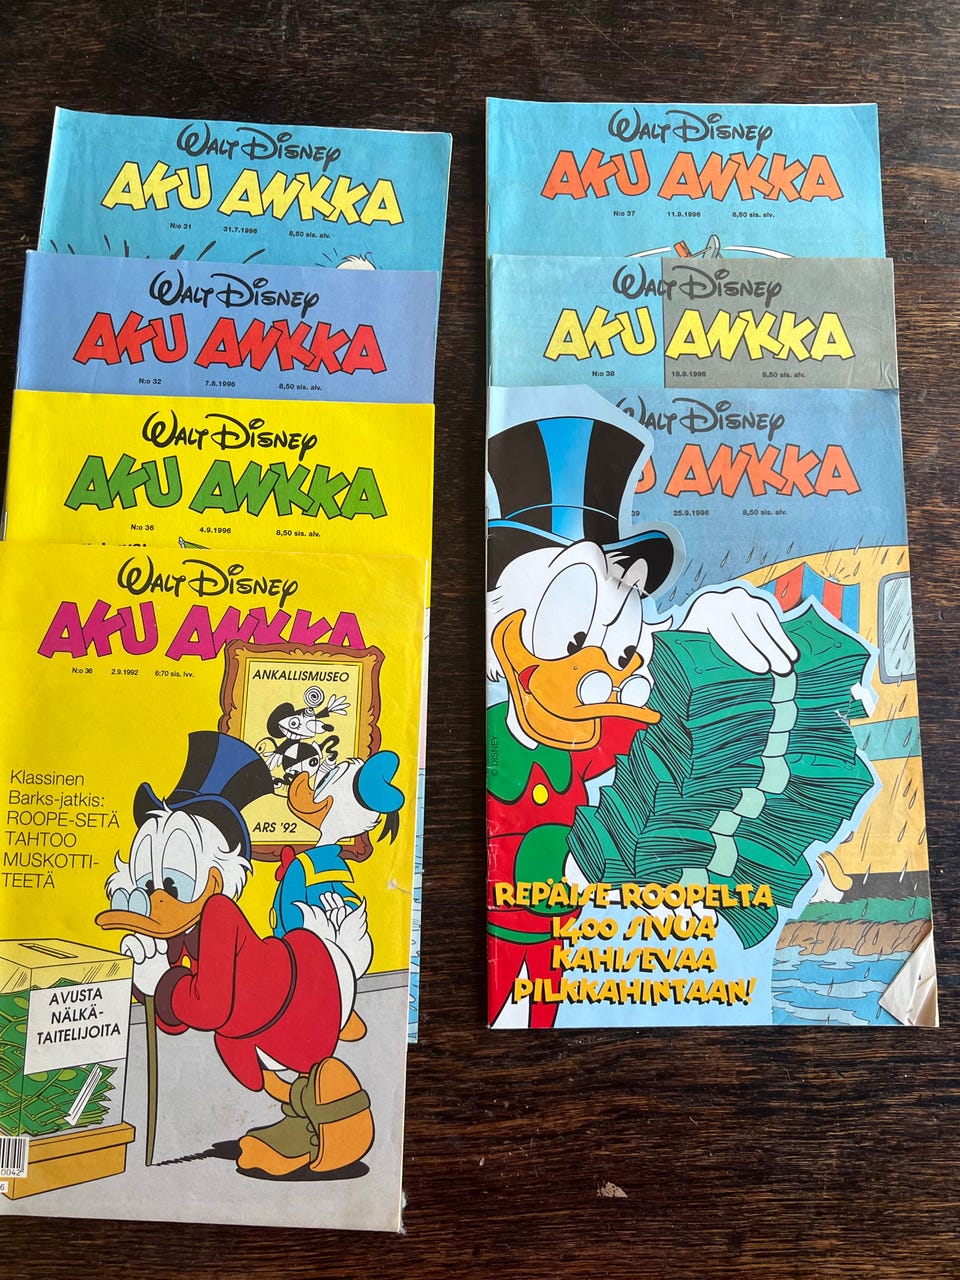 Walt Disney
AKU ANKKA
N:o 31 31.7.1996 8,50 sis. alv.
Walt Disney
AKU ANKKA
N:o 32 7.8.1996 8,50 sis. alv.
Walt Disney
AKU ANKKA
N:o 36 4.9.1996 8,50 sis. alv.
Walt Disney
AKU ANKKA
N:o 36 2.9.1992 6:70 sis. lvv.
ANKALLISMUSEO
ARS '92
Klassinen
Barks-jatkis:
ROOPE-SETÄ
TAHTOO
MUSKOTTI-
TEETÄ
AVUSTA
NÄLKÄ-
TAITELIJOITA
0042
6
Walt Disney
AKU ANKKA
N:o 37 11.9.1996 8,50 sis. alv.
Walt Disney
AKU ANKKA
N:o 38 18.9.1996 8,50 sis. alv.
Walt Disney
ANKKA
39 25.9.1996 8,50 sis. alv.
© DISNEY
REPÄISE ROOPELTA
1400 SIVUA
KAHISEVAA
PILKKAHINTAAN!